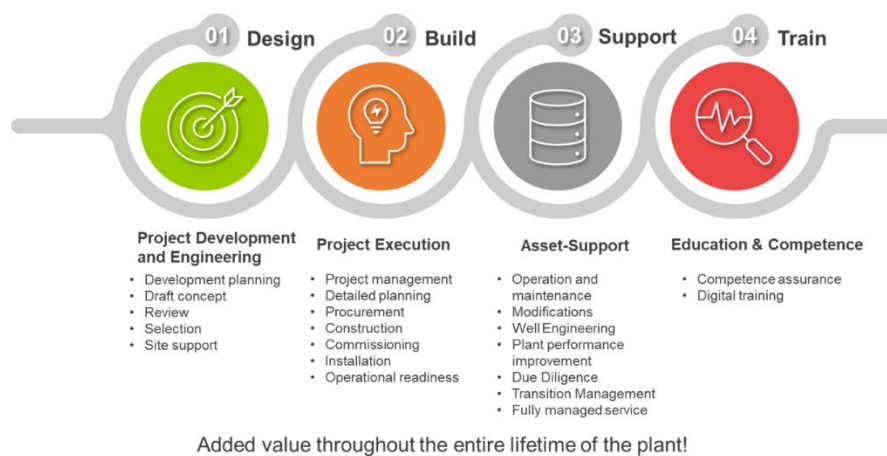 01 Design
02 Build
03 Support
04 Train
Project Development
and Engineering
• Development planning
• Draft concept
• Review
• Selection
• Site support
Project Execution
• Project management
• Detailed planning
• Procurement
• Construction
• Commissioning
• Installation
• Operational readiness
Asset-Support
• Operation and
maintenance
• Modifications
• Well Engineering
• Plant performance
improvement
• Due Diligence
• Transition Management
• Fully managed service
Education & Competence
• Competence assurance
• Digital training
Added value throughout the entire lifetime of the plant!